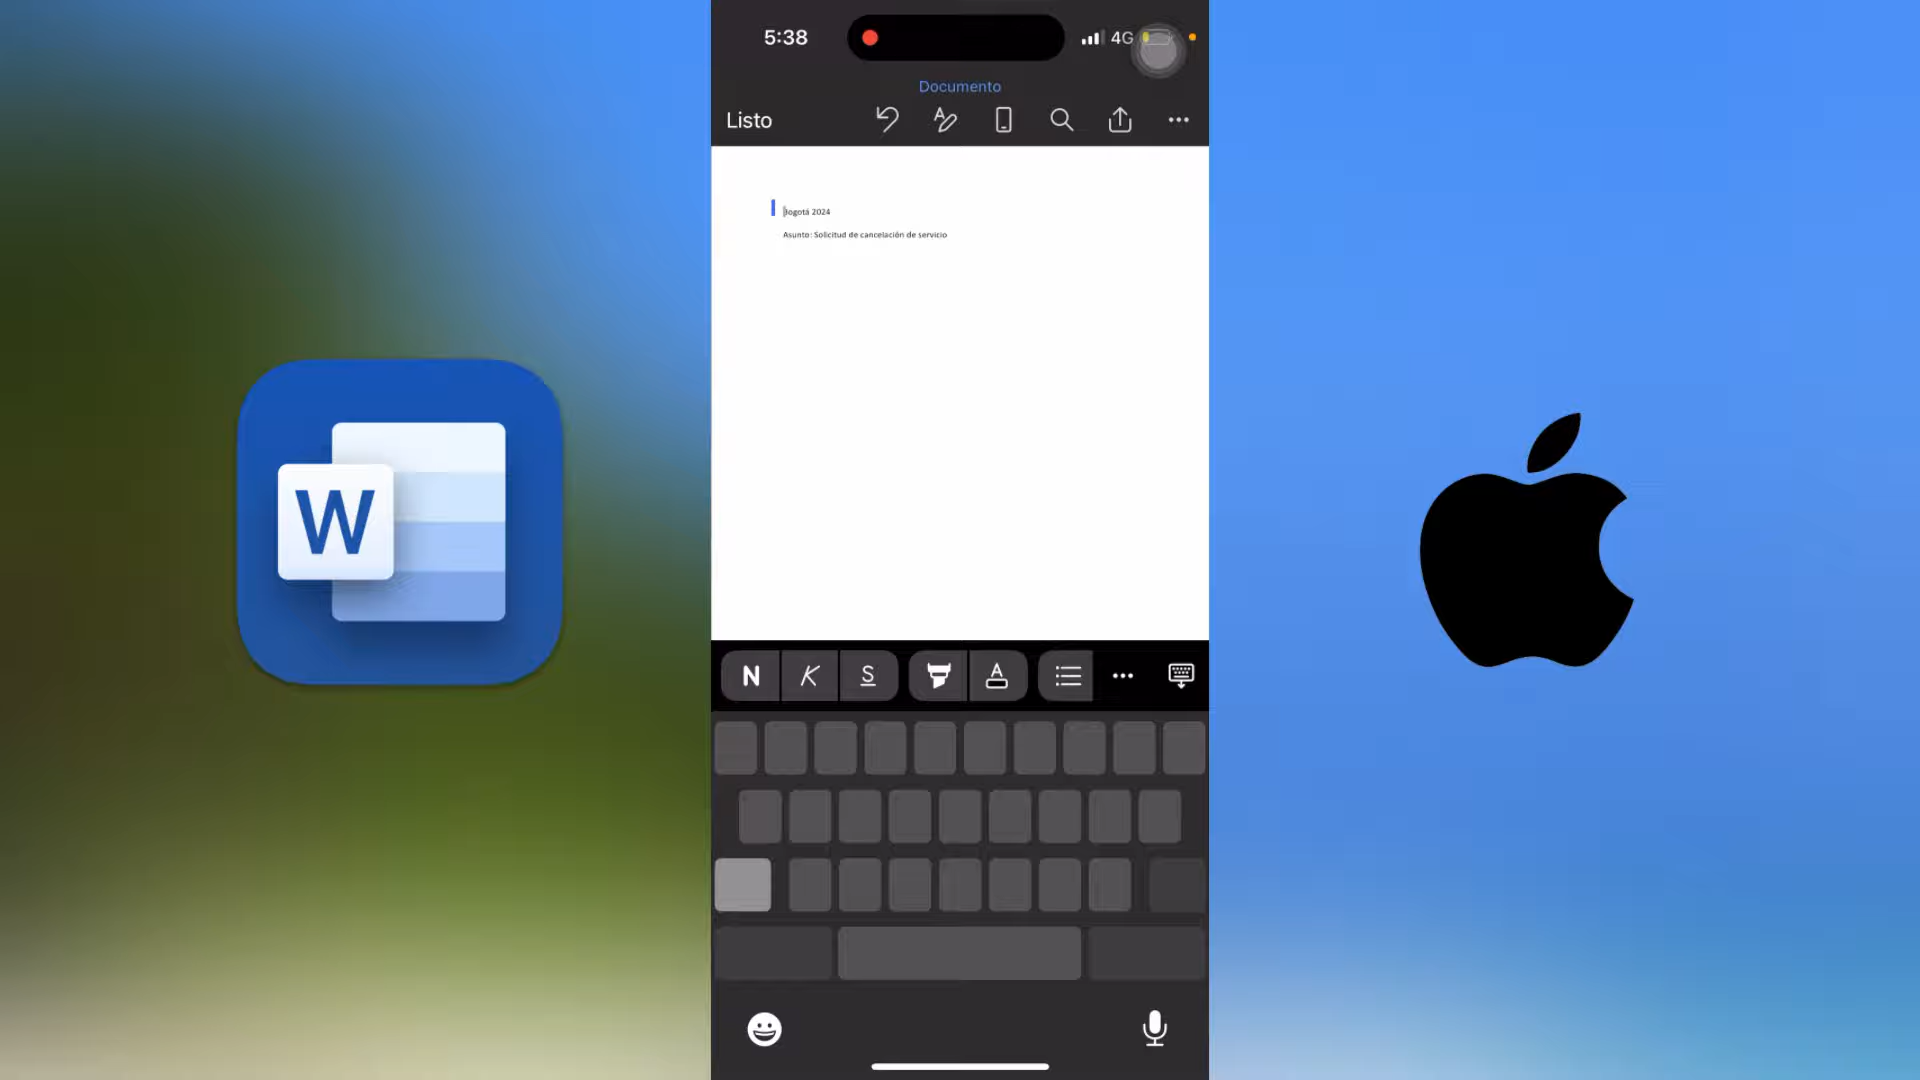 5:38
4G
Documento
Listo
Bogotá 2024
Asunto: Solicitud de cancelación de servicio
W
N K S A